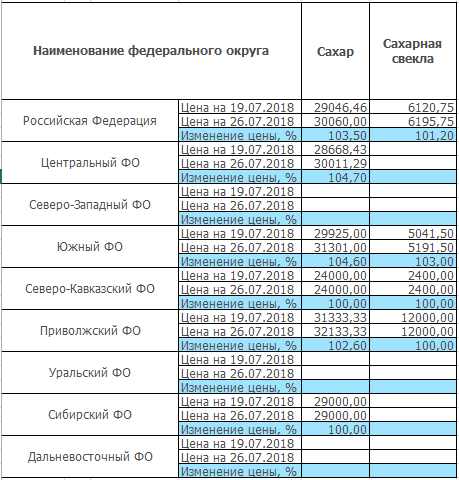 Наименование федерального округа Сахар Сахарная свекла
Российская Федерация
Цена на 19.07.2018 29046,46 6120,75
Цена на 26.07.2018 30060,00 6195,75
Изменение цены, % 103,50 101,20
Центральный ФО
Цена на 19.07.2018 28668,43
Цена на 26.07.2018 30011,29
Изменение цены, % 104,70
Северо-Западный ФО
Цена на 19.07.2018
Цена на 26.07.2018
Изменение цены, %
Южный ФО
Цена на 19.07.2018 29925,00 5041,50
Цена на 26.07.2018 31301,00 5191,50
Изменение цены, % 104,60 103,00
Северо-Кавказский ФО
Цена на 19.07.2018 24000,00 2400,00
Цена на 26.07.2018 24000,00 2400,00
Изменение цены, % 100,00 100,00
Приволжский ФО
Цена на 19.07.2018 31333,33 12000,00
Цена на 26.07.2018 32133,33 12000,00
Изменение цены, % 102,60 100,00
Уральский ФО
Цена на 19.07.2018
Цена на 26.07.2018
Изменение цены, %
Сибирский ФО
Цена на 19.07.2018 29000,00
Цена на 26.07.2018 29000,00
Изменение цены, % 100,00
Дальневосточный ФО
Цена на 19.07.2018
Цена на 26.07.2018
Изменение цены, %